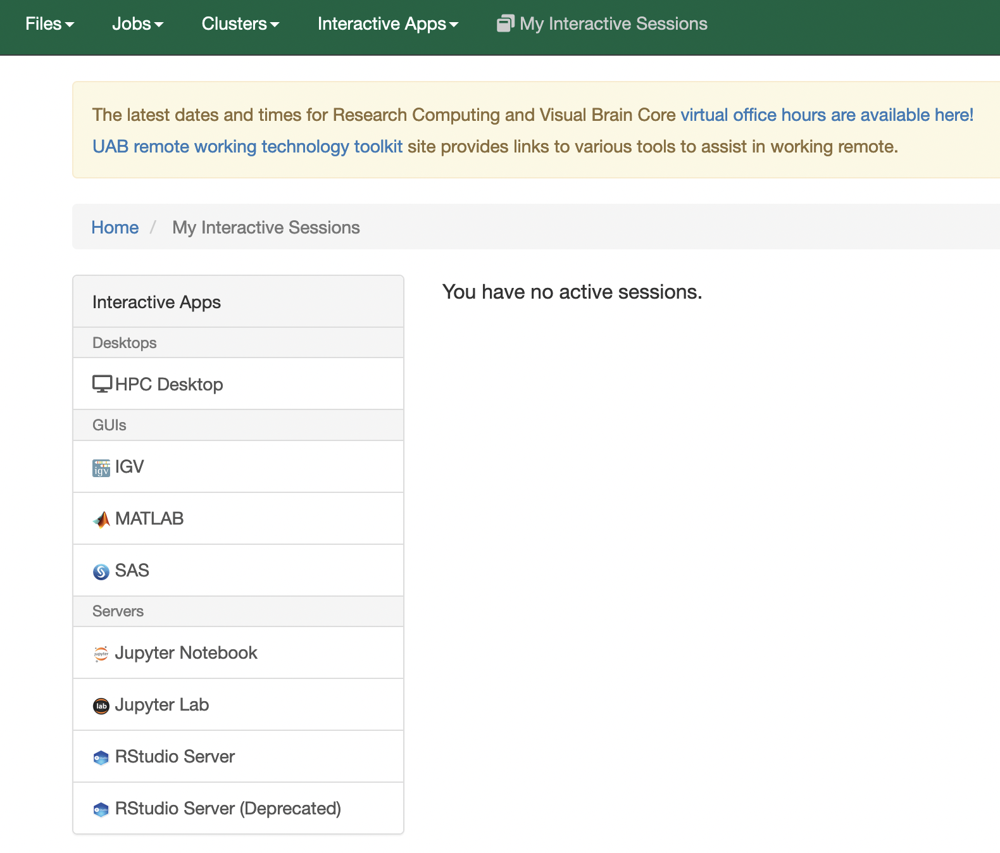 Files Jobs Clusters Interactive Apps My Interactive Sessions
The latest dates and times for Research Computing and Visual Brain Core virtual office hours are available here!
UAB remote working technology toolkit site provides links to various tools to assist in working remote.
Home / My Interactive Sessions
Interactive Apps
You have no active sessions.
Desktops
HPC Desktop
GUIs
igv IGV
MATLAB
SAS
Servers
jupyter Jupyter Notebook
lab Jupyter Lab
RStudio Server
RStudio Server (Deprecated)